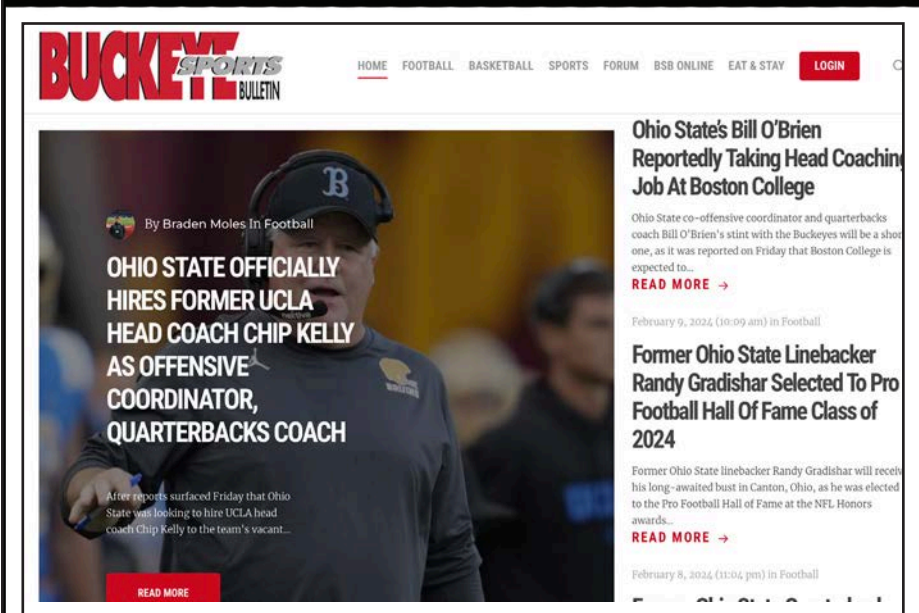 BUCKEYE
SPORTS
BULLETIN
HOME FOOTBALL BASKETBALL SPORTS FORUM BSB ONLINE EAT & STAY LOGIN
B
By Braden Moles In Football
OHIO STATE OFFICIALLY
HIRES FORMER UCLA
HEAD COACH CHIP KELLY
AS OFFENSIVE
COORDINATOR,
QUARTERBACKS COACH
BRUINS
After reports surfaced Friday that Ohio
State was looking to hire UCLA head
coach Chip Kelly to the team's vacant...
READ MORE
Ohio State's Bill O'Brien
Reportedly Taking Head Coaching
Job At Boston College
Ohio State co-offensive coordinator and quarterbacks
coach Bill O'Brien's stint with the Buckeyes will be a shor
one, as it was reported on Friday that Boston College is
expected to...
READ MORE →
February 9, 2024 (10:09 am) in Football
Former Ohio State Linebacker
Randy Gradishar Selected To Pro
Football Hall Of Fame Class of
2024
Former Ohio State linebacker Randy Gradishar will receiv
his long-awaited bust in Canton, Ohio, as he was elected
to the Pro Football Hall of Fame at the NFL Honors
awards...
READ MORE →
February 8, 2024 (11:04 pm) in Football